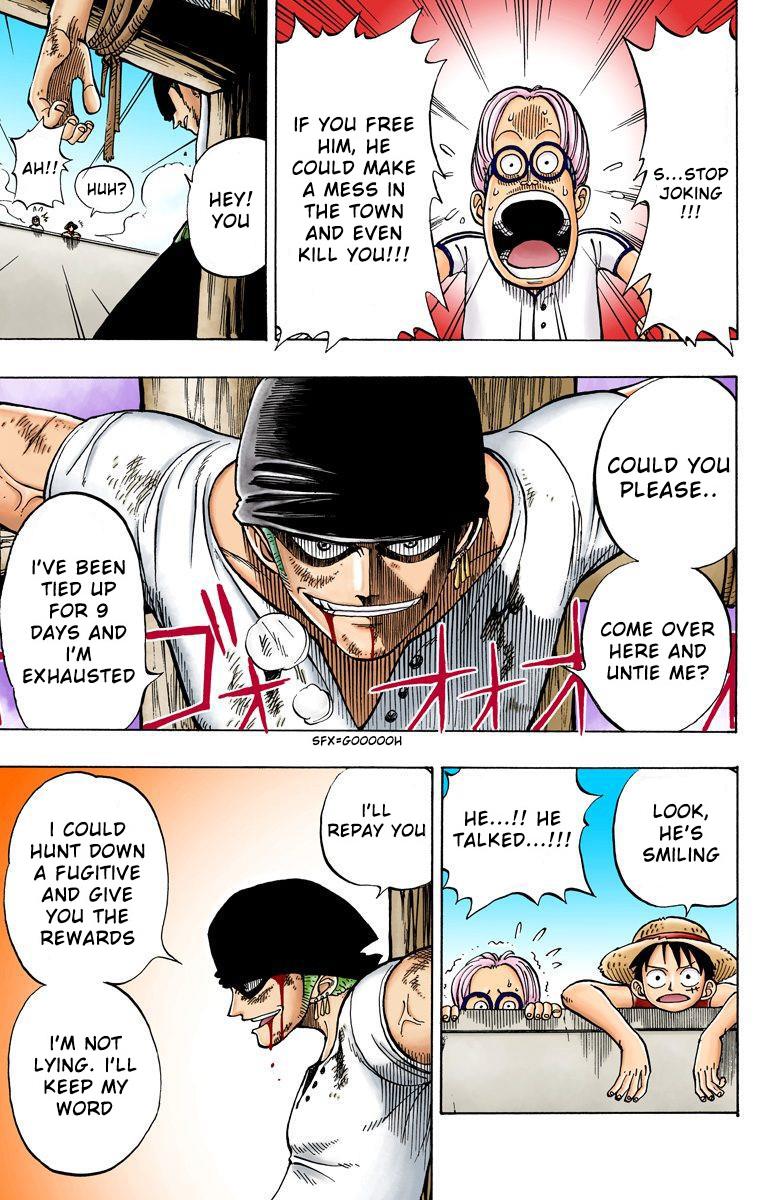 S...STOP
JOKING
!!!
IF YOU FREE
HIM, HE
COULD MAKE
A MESS IN
THE TOWN
AND EVEN
KILL YOU!!!
HEY!
YOU
HUH?
AH!!
COULD YOU
PLEASE..
COME OVER
HERE AND
UNTIE ME?
I'VE BEEN
TIED UP
FOR 9
DAYS AND
I'M
EXHAUSTED
ゴオオオ
SFX=GOOOOOH
LOOK,
HE'S
SMILING
HE...!! HE
TALKED...!!!
I'LL
REPAY YOU
I COULD
HUNT DOWN
A FUGITIVE
AND GIVE
YOU THE
REWARDS
I'M NOT
LYING. I'LL
KEEP MY
WORD